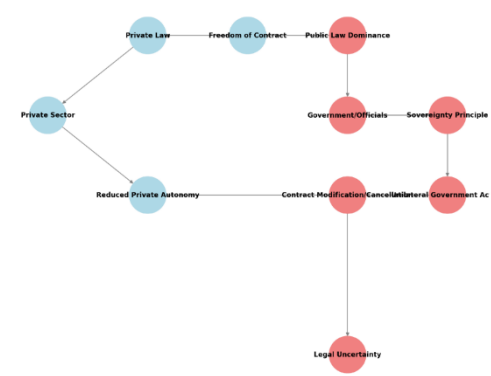 Private Law
Freedom of Contract
Public Law Dominance
Private Sector
Government/Officials
Sovereignty Principle
Reduced Private Autonomy
Contract Modification/Cancellation
Unilateral Government Ac
Legal Uncertainty